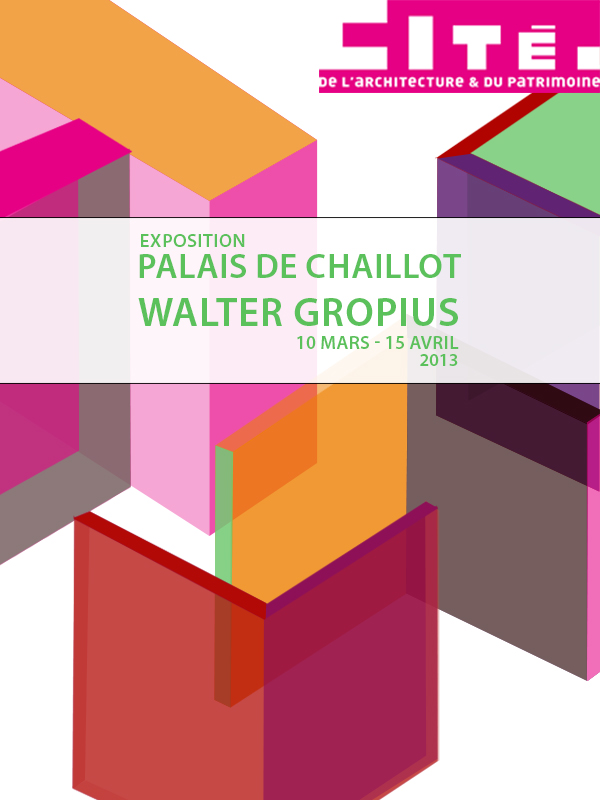 CITÉ
DE L'ARCHITECTURE & DU PATRIMOINE
EXPOSITION
PALAIS DE CHAILLOT
WALTER GROPIUS
10 MARS - 15 AVRIL
2013